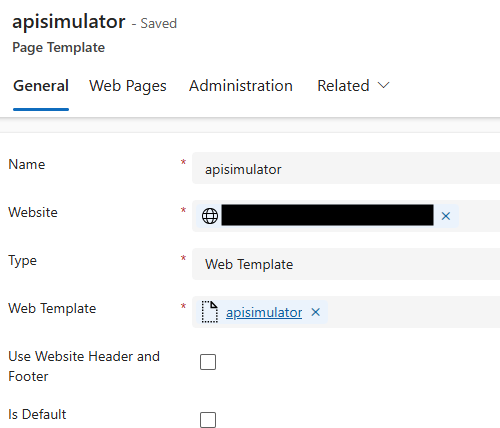 apisimulator - Saved
Page Template
General Web Pages Administration Related
Name * apisimulator
Website *
Type * Web Template
Web Template * apisimulator
Use Website Header and
Footer
Is Default